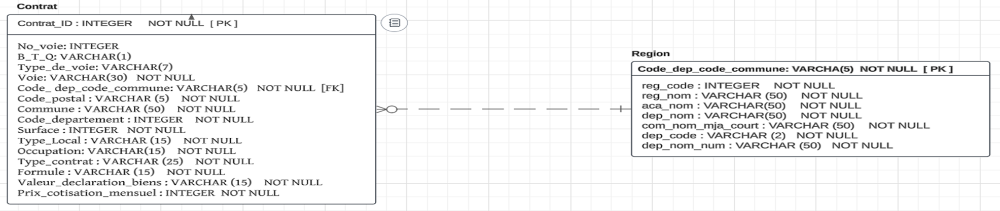 Contrat
Contrat_ID : INTEGER NOT NULL [ PK ]
No_voie: INTEGER
B_T_Q: VARCHAR(1)
Type_de_voie: VARCHAR(7)
Voie: VARCHAR(30) NOT NULL
Code_ dep_code_commune: VARCHAR(5) NOT NULL [FK]
Code_postal : VARCHAR (5) NOT NULL
Commune : VARCHAR (50) NOT NULL
Code_departement : INTEGER NOT NULL
Surface : INTEGER NOT NULL
Type_Local : VARCHAR (15) NOT NULL
Occupation: VARCHAR(15) NOT NULL
Type_contrat : VARCHAR (25) NOT NULL
Formule : VARCHAR (15) NOT NULL
Valeur_declaration_biens : VARCHAR (15) NOT NULL
Prix_cotisation_mensuel : INTEGER NOT NULL
Region
Code_dep_code_commune: VARCHA(5) NOT NULL [ PK ]
reg_code : INTEGER NOT NULL
reg_nom : VARCHAR (50) NOT NULL
aca_nom : VARCHAR(50) NOT NULL
dep_nom : VARCHAR(50) NOT NULL
com_nom_mja_court : VARCHAR (50) NOT NULL
dep_code : VARCHAR (2) NOT NULL
dep_nom_num : VARCHAR (50) NOT NULL